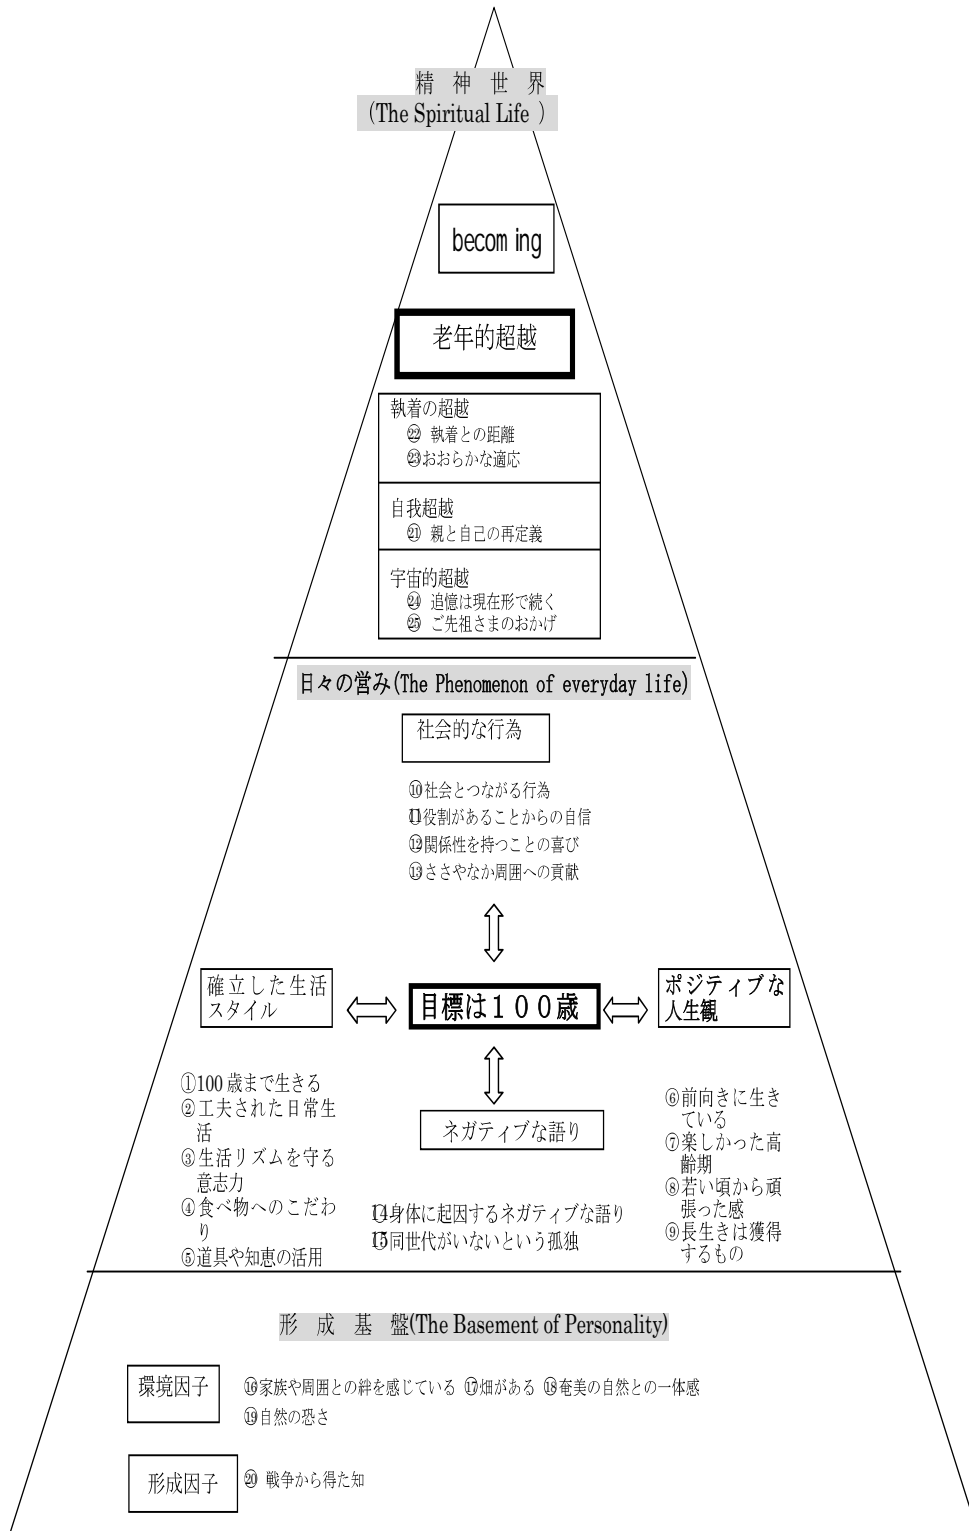 精 神 世 界
(The Spiritual Life )
becoming
老年的超越
執着の超越
㉒ 執着との距離
㉓おおらかな適応
自我超越
㉑ 親と自己の再定義
宇宙的超越
㉔ 追憶は現在形で続く
㉕ ご先祖さまのおかげ
日々の営み(The Phenomenon of everyday life)
社会的な行為
⑩社会とつながる行為
⑪役割があることからの自信
⑫関係性を持つことの喜び
⑬ささやなか周囲への貢献
確立した生活
スタイル
目標は100歳
ポジティブな
人生観
①100歳まで生きる
②工夫された日常生
活
③生活リズムを守る
意志力
④食べ物へのこだわ
り
⑤道具や知恵の活用
ネガティブな語り
⑭身体に起因するネガティブな語り
⑮同世代がいないという孤独
⑥前向きに生き
ている
⑦楽しかった高
齢期
⑧若い頃から頑
張った感
⑨長生きは獲得
するもの
形 成 基 盤(The Basement of Personality)
環境因子
⑯家族や周囲との絆を感じている ⑰畑がある ⑱奄美の自然との一体感
⑲自然の恐さ
形成因子
⑳ 戦争から得た知